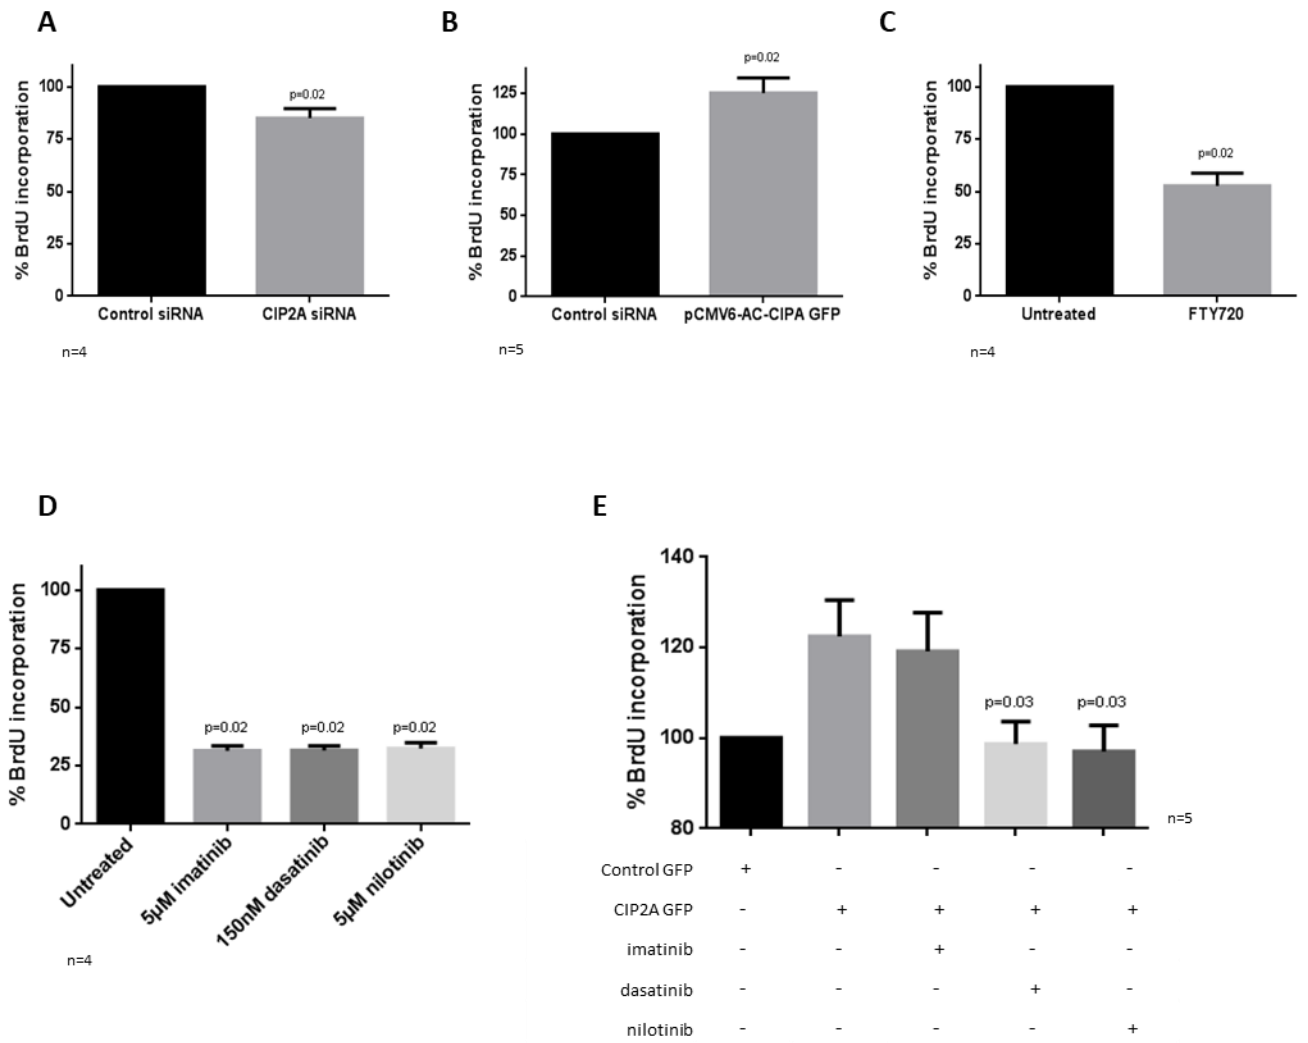 A
% BrdU incorporation
100
75
50
25
0
p=0.02
Control siRNA
CIP2A siRNA
n=4
B
% BrdU incorporation
125
100
75
50
25
0
p=0.02
Control siRNA
pCMV6-AC-CIPA GFP
n=5
C
% BrdU incorporation
100
75
50
25
0
p=0.02
Untreated
FTY720
n=4
D
% BrdU incorporation
100
75
50
25
0
p=0.02
p=0.02
p=0.02
Untreated
5µM imatinib
150nM dasatinib
5µM nilotinib
n=4
E
% BrdU incorporation
140
120
100
80
p=0.03
p=0.03
n=5
Control GFP + - - - -
CIP2A GFP - + + + +
imatinib - - + - -
dasatinib - - - + -
nilotinib - - - - +